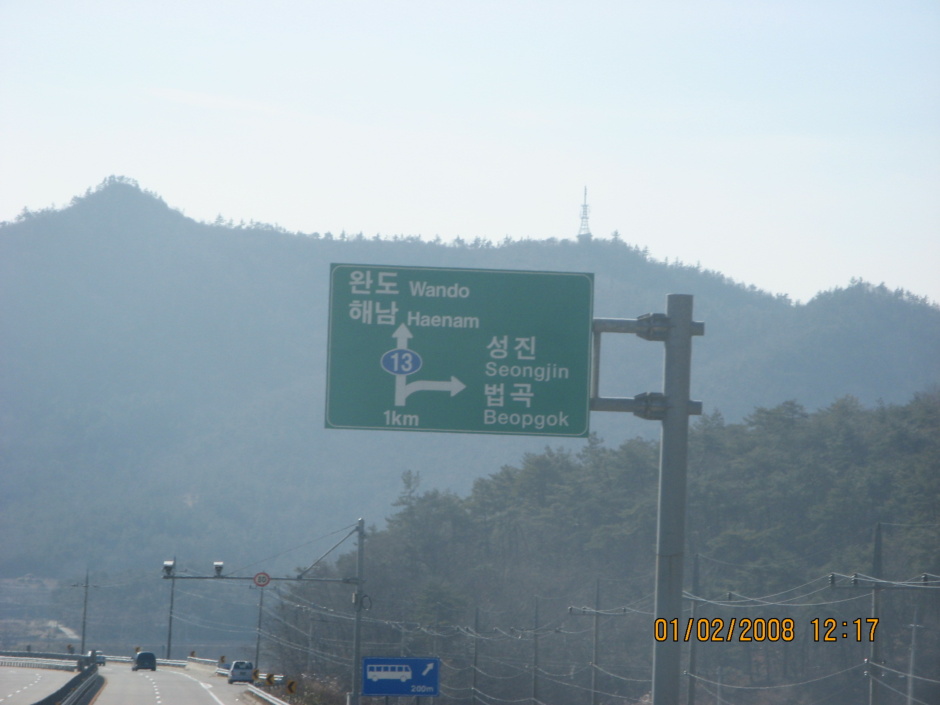 완도 Wando
해남 Haenam
13
성진
Seongjin
법곡
1km Beopgok
200m
01/02/2008 12:17